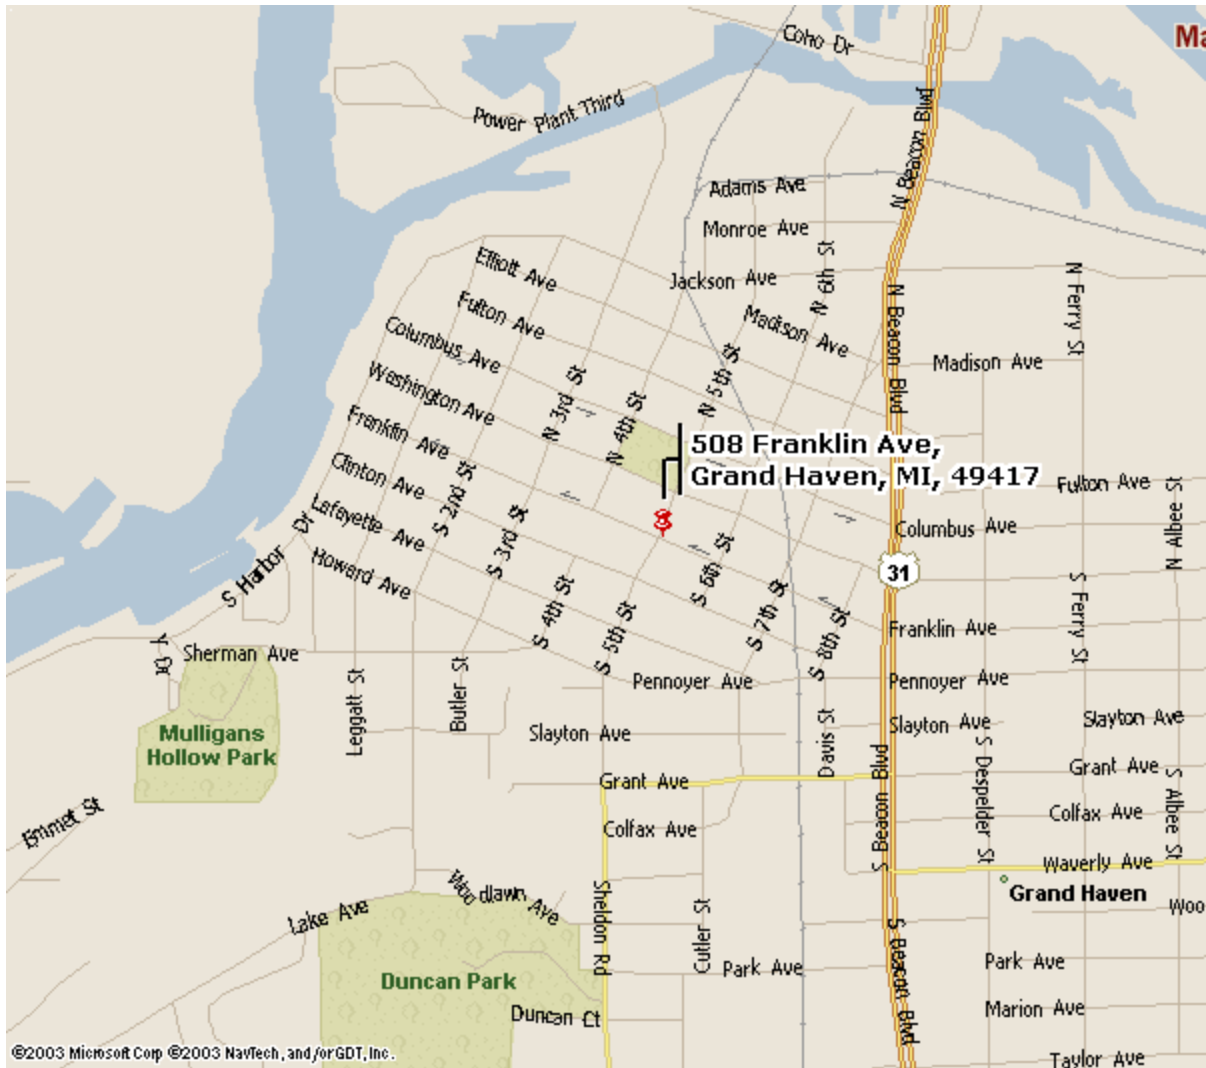 Coho Dr
Ma
Power Plant Third
N Beacon Blvd
Adams Ave
Monroe Ave
Elliott Ave
Jackson Ave
N 6th St
N Ferry St
Fulton Ave
Madison Ave
N Beacon Blvd
Columbus Ave
Madison Ave
Washington Ave
N 3rd St
N 4th St
N 5th St
Franklin Ave
508 Franklin Ave,
Grand Haven, MI, 49417
Clinton Ave
S 2nd St
Fulton Ave
N Albee St
Lafayette Ave
S 3rd St
Columbus Ave
S Harbor Dr
Howard Ave
S 4th St
S 5th St
S 6th St
S 7th St
S 8th St
31
S Ferry St
Franklin Ave
Sherman Ave
Y Dr
Leggatt St
Butler St
Pennoyer Ave
Pennoyer Ave
Mulligans
Hollow Park
Slayton Ave
Davis St
Slayton Ave
Slayton Ave
S Beacon Blvd
S Despelder St
Grant Ave
Grant Ave
S Albee St
Emmet St
Colfax Ave
Colfax Ave
Waverly Ave
Grand Haven
Woodlawn Ave
Lake Ave
Sheldon Rd
Cutler St
Woo
S Beacon Blvd
Duncan Park
Park Ave
Park Ave
Duncan Ct
Marion Ave
Taylor Ave
©2003 Microsoft Corp ©2003 NavTech, and/or GDT, Inc.